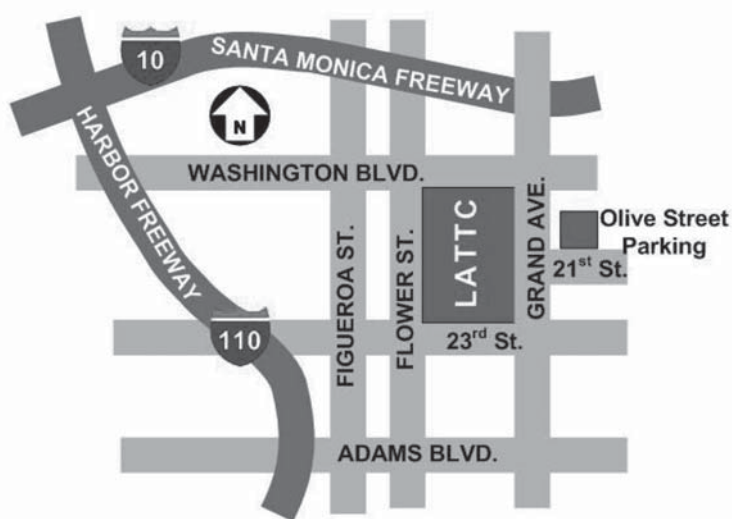 10
SANTA MONICA FREEWAY
N
HARBOR FREEWAY
WASHINGTON BLVD.
LATTC
Olive Street
Parking
21st St.
FIGUEROA ST.
FLOWER ST.
GRAND AVE.
110
23rd St.
ADAMS BLVD.